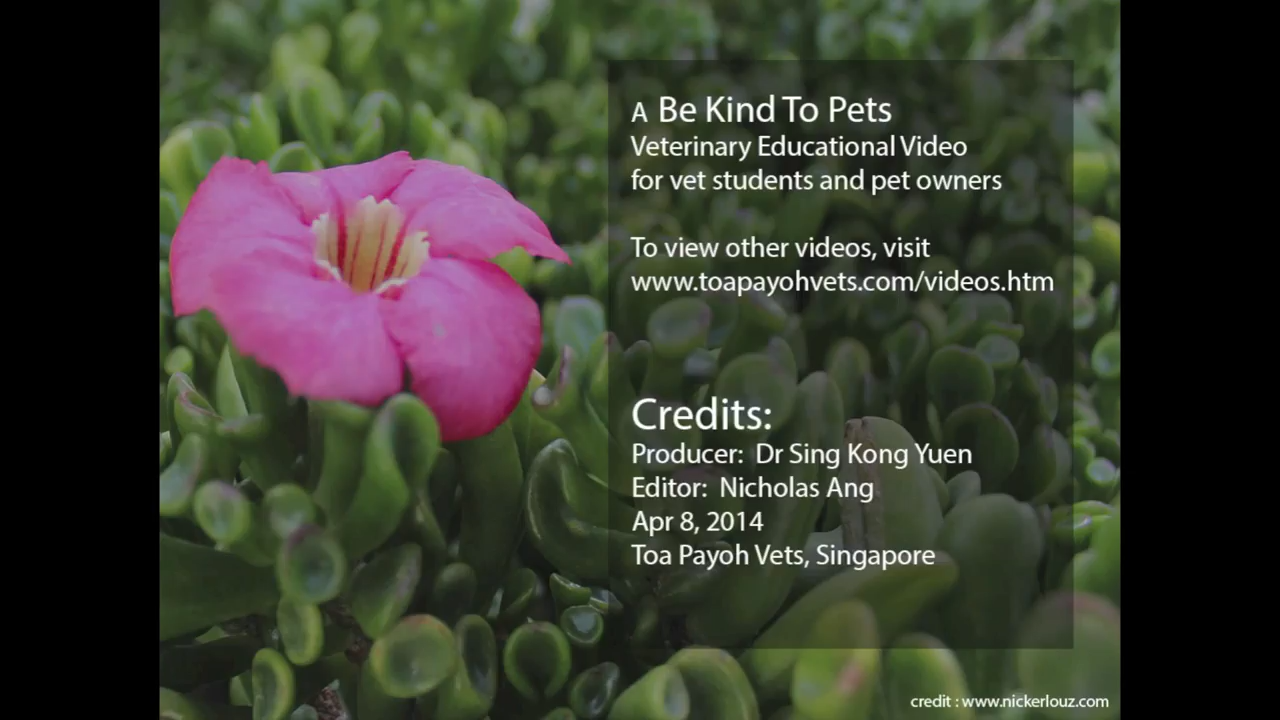 A Be Kind To Pets
Veterinary Educational Video
for vet students and pet owners
To view other videos, visit
www.toapayohvets.com/videos.htm
Credits:
Producer: Dr Sing Kong Yuen
Editor: Nicholas Ang
Apr 8, 2014
Toa Payoh Vets, Singapore
credit : www.nickerlouz.com